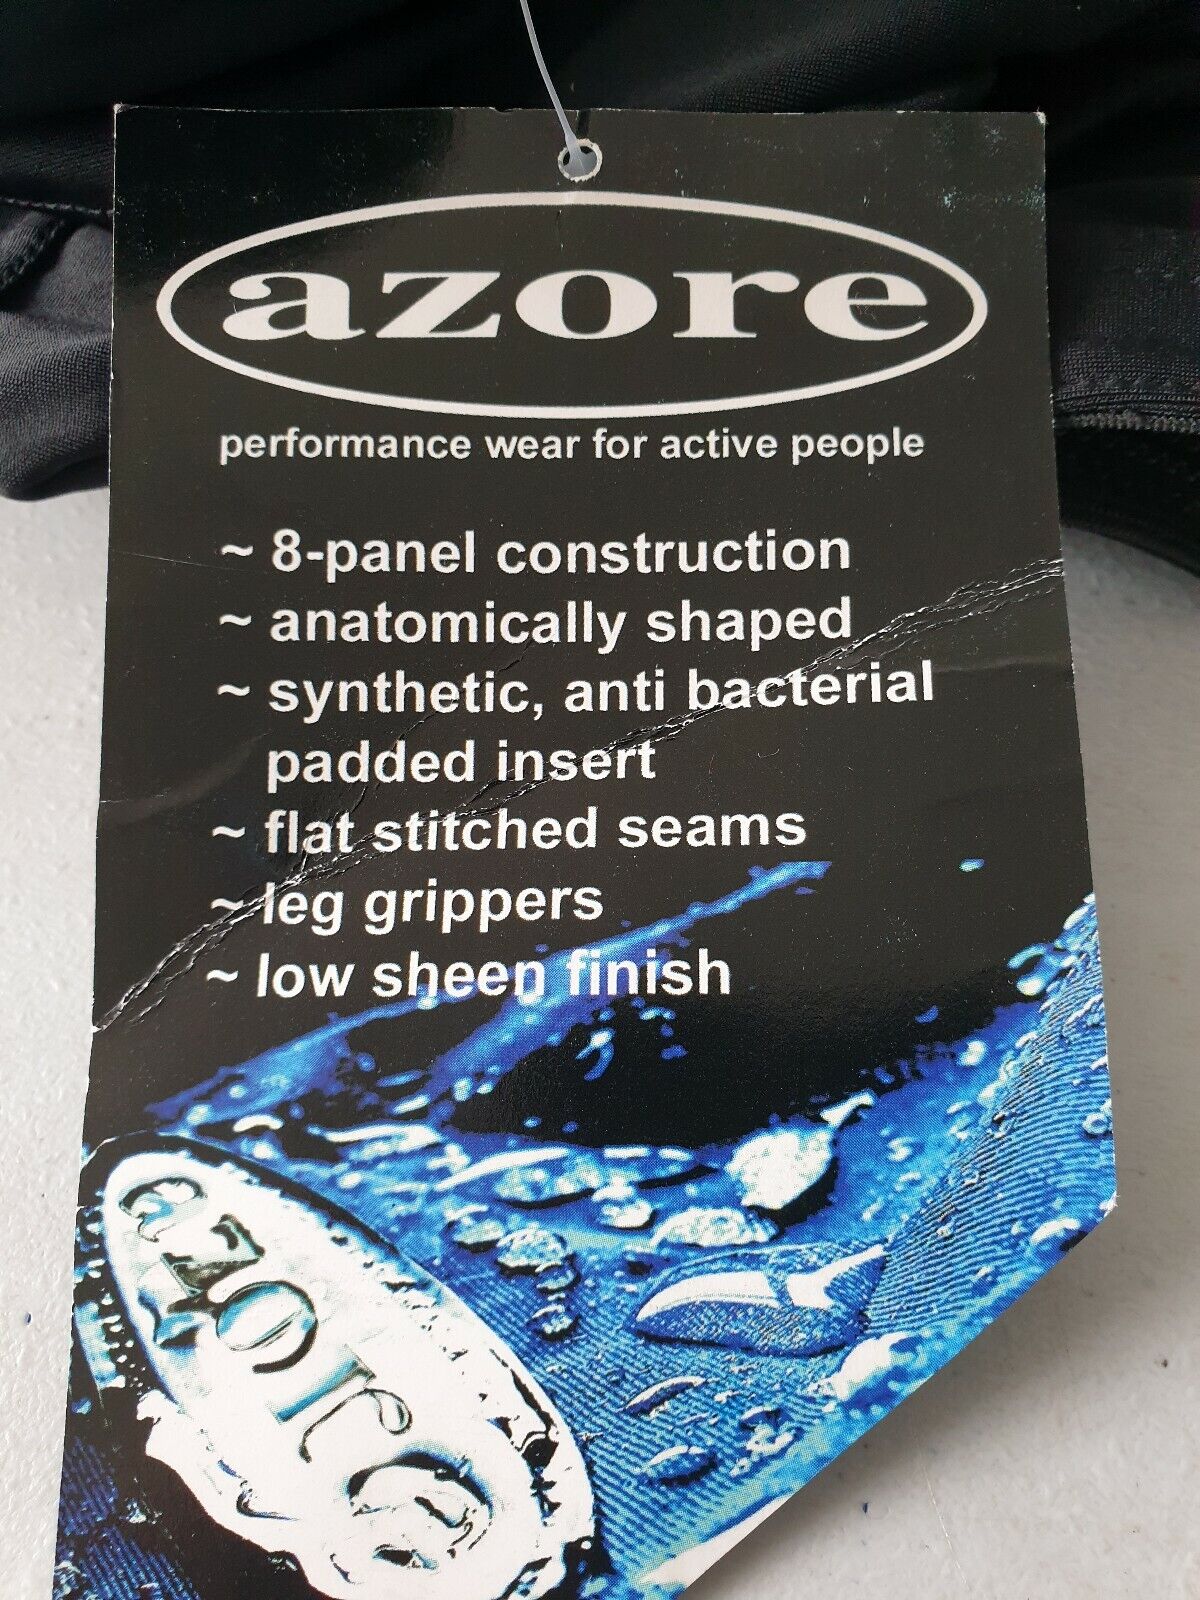 azore
performance wear for active people
~ 8-panel construction
~ anatomically shaped
~ synthetic, anti bacterial
padded insert
~ flat stitched seams
~ leg grippers
~ low sheen finish
azore